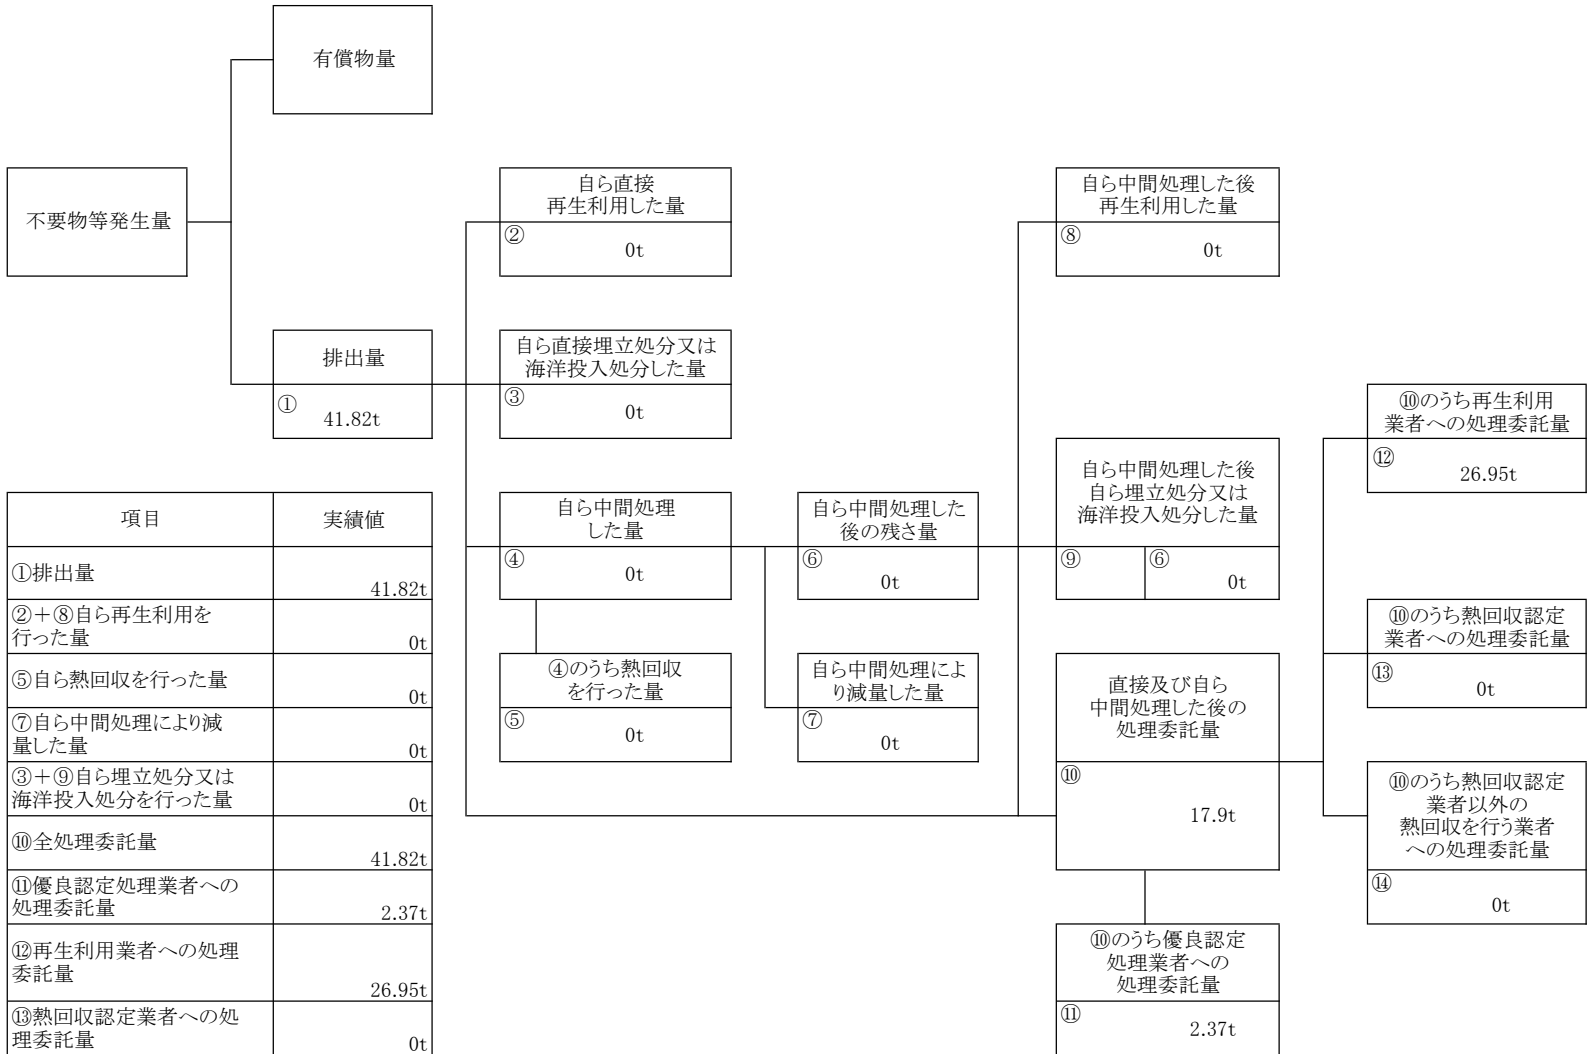 有償物量
不要物等発生量
自ら直接
再生利用した量
②
0t
自ら中間処理した後
再生利用した量
⑧
0t
排出量
①
41.82t
自ら直接埋立処分又は
海洋投入処分した量
③
0t
⑩のうち再生利用
業者への処理委託量
⑫
26.95t
自ら中間処理
した量
④
0t
自ら中間処理した
後の残さ量
⑥
0t
自ら中間処理した後
自ら埋立処分又は
海洋投入処分した量
⑨
⑥
0t
⑩のうち熱回収認定
業者への処理委託量
⑬
0t
④のうち熱回収
を行った量
⑤
0t
自ら中間処理によ
り減量した量
⑦
0t
直接及び自ら
中間処理した後の
処理委託量
⑩
17.9t
⑩のうち熱回収認定
業者以外の
熱回収を行う業者
への処理委託量
⑭
0t
⑩のうち優良認定
処理業者への
処理委託量
⑪
2.37t
項目 実績値
①排出量
41.82t
②+⑧自ら再生利用を
行った量
0t
⑤自ら熱回収を行った量
0t
⑦自ら中間処理により減
量した量
0t
③+⑨自ら埋立処分又は
海洋投入処分を行った量
0t
⑩全処理委託量
41.82t
⑪優良認定処理業者への
処理委託量
2.37t
⑫再生利用業者への処理
委託量
26.95t
⑬熱回収認定業者への処
理委託量
0t